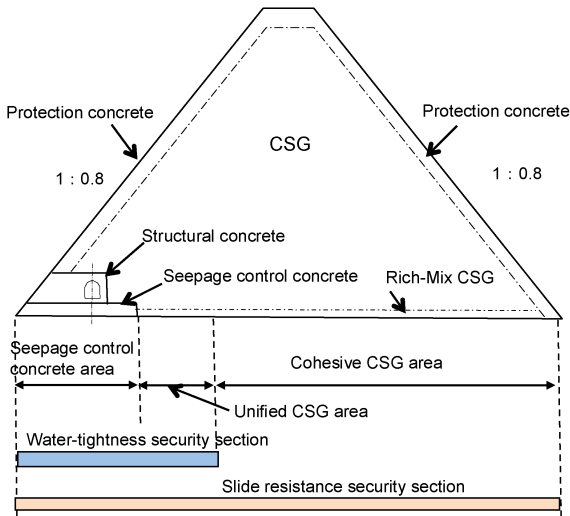 Protection concrete
Protection concrete
CSG
1：0.8
1：0.8
Structural concrete
Seepage control concrete
Rich-Mix CSG
Seepage control
concrete area
Cohesive CSG area
Unified CSG area
Water-tightness security section
Slide resistance security section